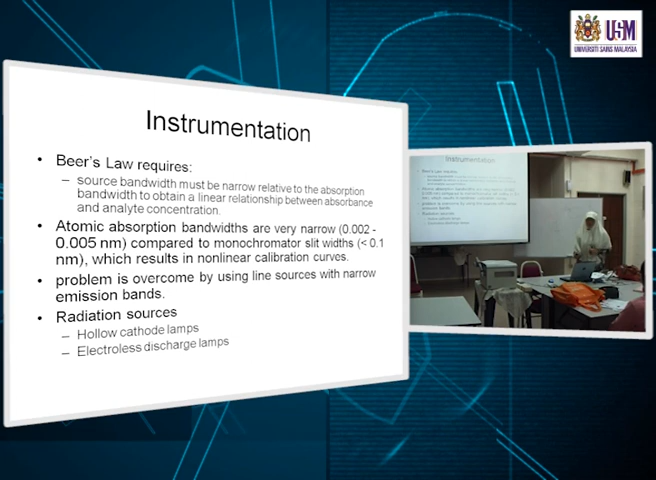 USM
UNIVERSITI SAINS MALAYSIA
Instrumentation
• Beer's Law requires:
– source bandwidth must be narrow relative to the absorption
bandwidth to obtain a linear relationship between absorbance
and analyte concentration.
• Atomic absorption bandwidths are very narrow (0.002 -
0.005 nm) compared to monochromator slit widths (< 0.1
nm), which results in nonlinear calibration curves.
• problem is overcome by using line sources with narrow
emission bands.
• Radiation sources
– Hollow cathode lamps
– Electroless discharge lamps
Instrumentation
Beer's Law requires: